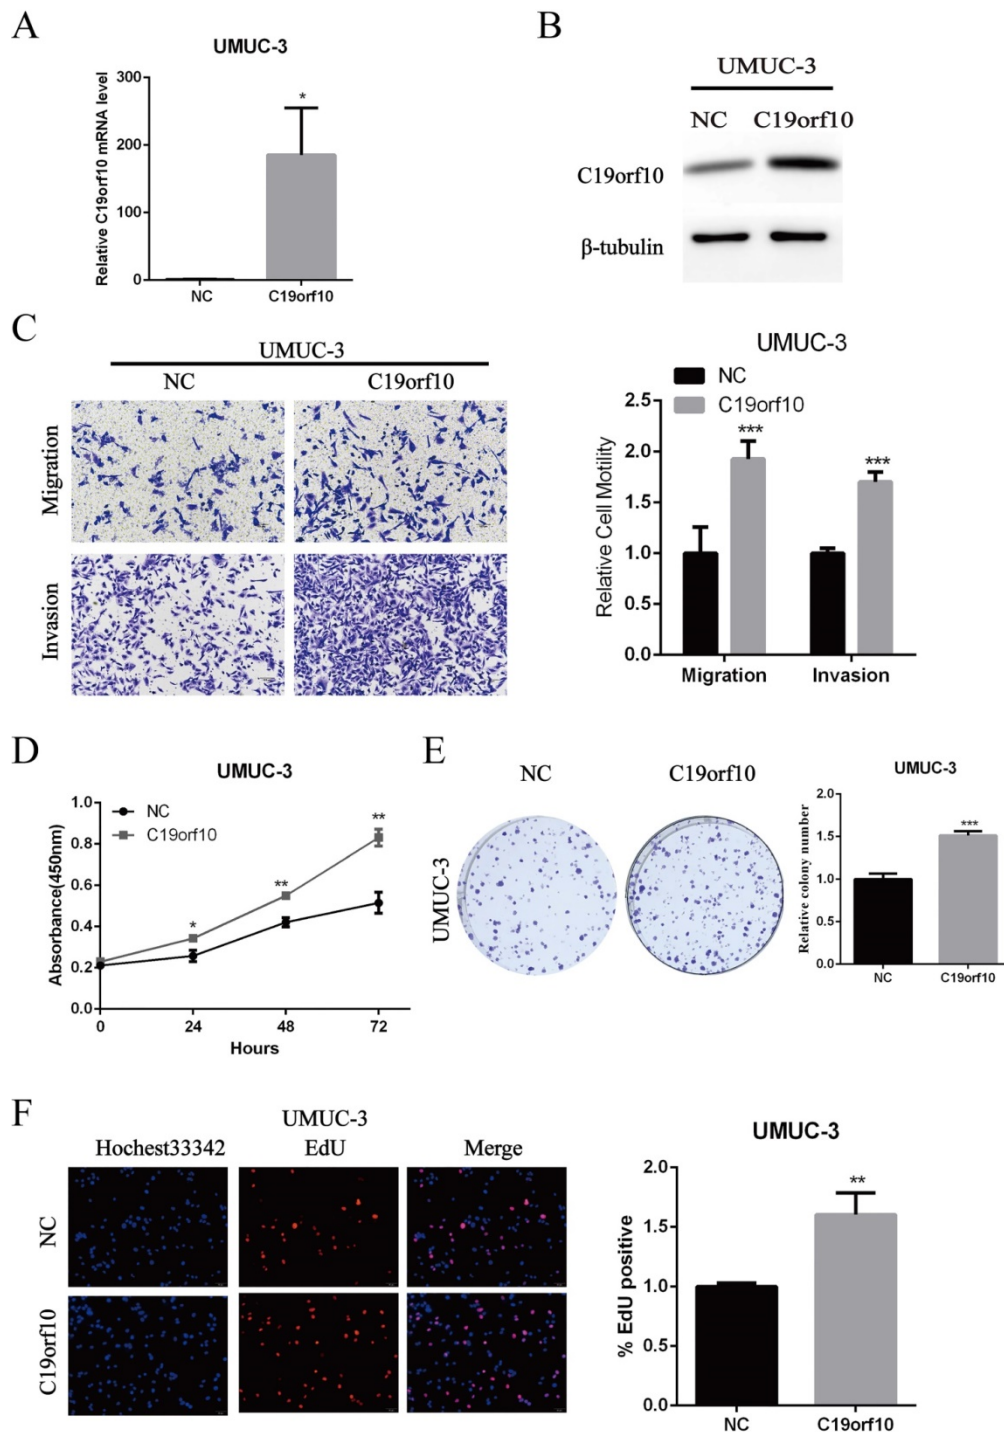 A
UMUC-3
Relative C19orf10 mRNA level
300
200
100
0
*
NC
C19orf10
B
UMUC-3
NC
C19orf10
C19orf10
β-tubulin
C
UMUC-3
NC
C19orf10
Migration
Invasion
UMUC-3
NC
C19orf10
Relative Cell Motility
2.5
2.0
1.5
1.0
0.5
0.0
***
***
Migration
Invasion
D
UMUC-3
NC
C19orf10
Absorbance(450nm)
1.0
0.8
0.6
0.4
0.2
0.0
*
**
**
0
24
48
72
Hours
E
NC
C19orf10
UMUC-3
UMUC-3
Relative colony number
2.0
1.5
1.0
0.5
0.0
***
NC
C19orf10
F
UMUC-3
Hochest33342
EdU
Merge
NC
C19orf10
UMUC-3
% EdU positive
2.0
1.5
1.0
0.5
0.0
**
NC
C19orf10